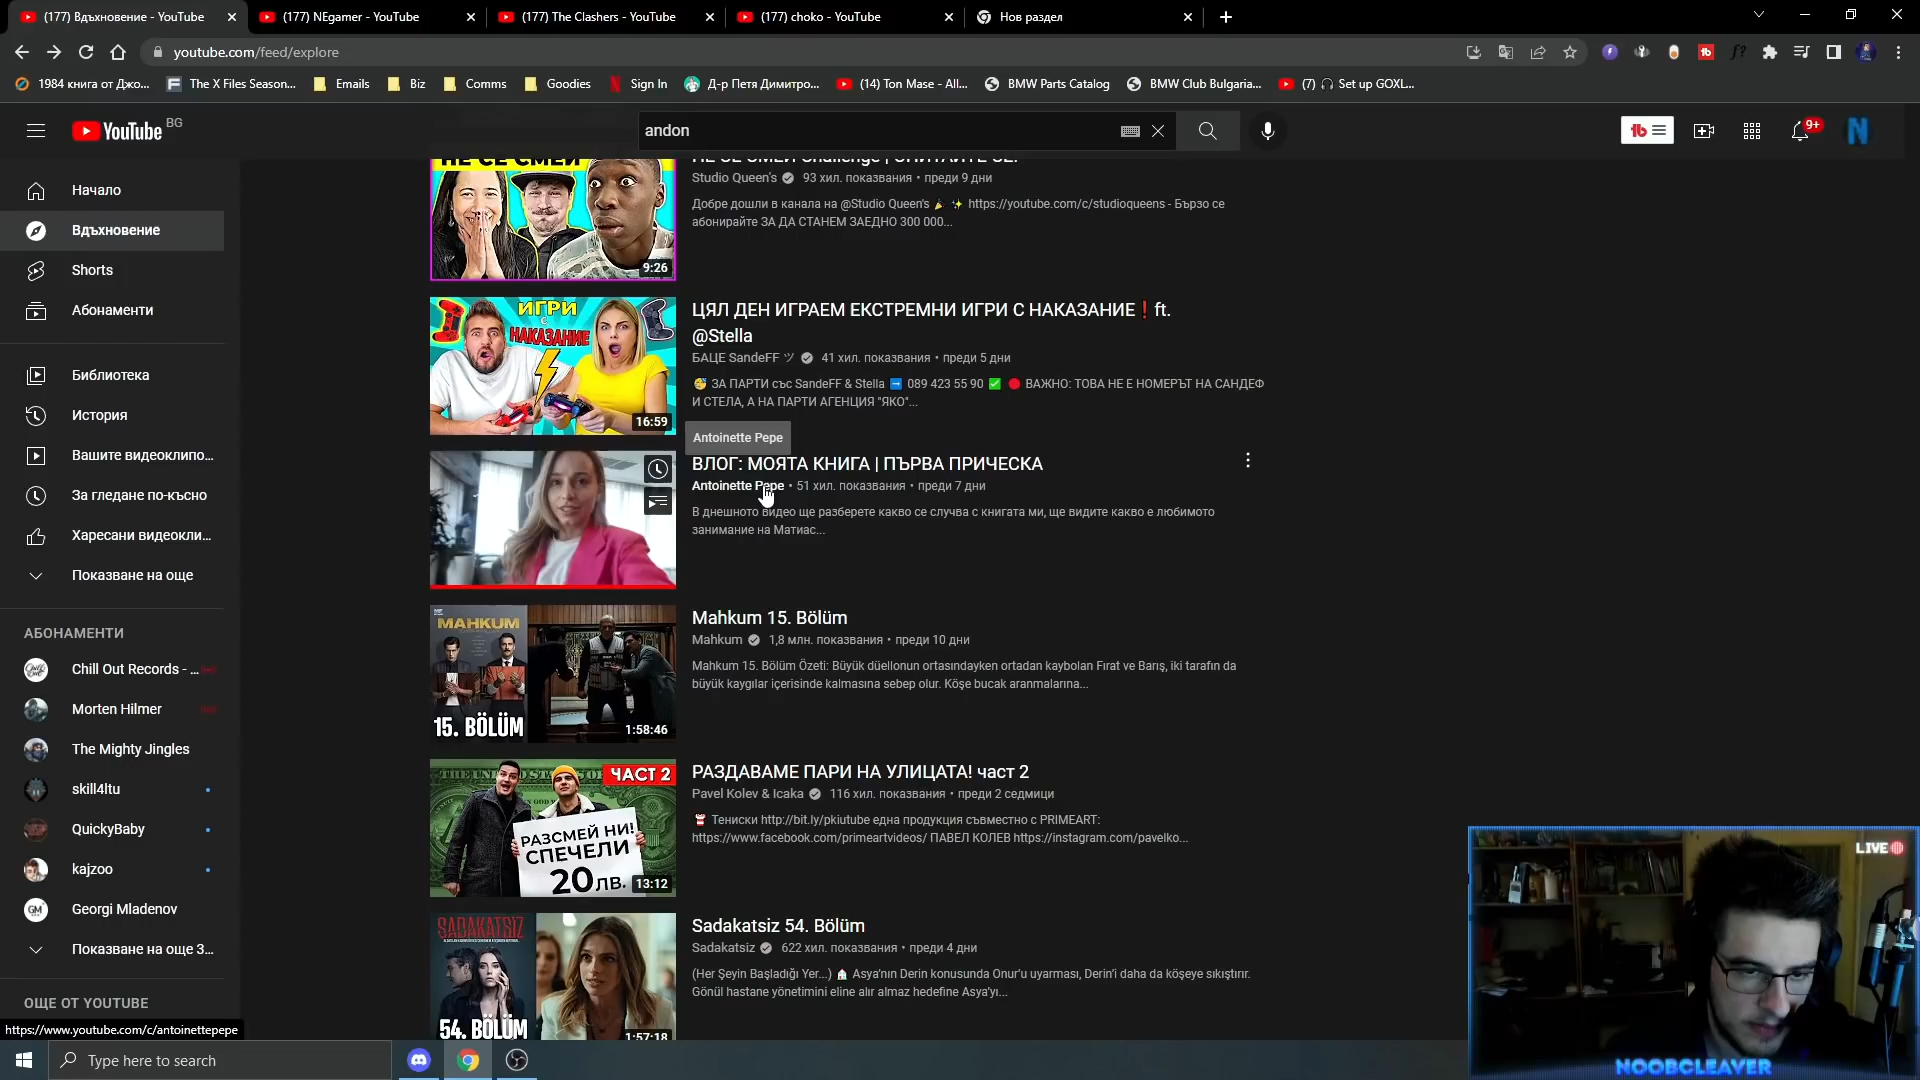 (177) Вдъхновение - YouTube
(177) NEgamer - YouTube
(177) The Clashers - YouTube
(177) choko - YouTube
Нов раздел
youtube.com/feed/explore
1984 книга от Джо...
The X Files Season...
Emails
Biz
Comms
Goodies
Sign In
Д-р Петя Димитро...
(14) Ton Mase - All...
BMW Parts Catalog
BMW Club Bulgaria...
(7) 🎧 Set up GOXL...
YouTube BG
andon
9+
N
Начало
Вдъхновение
Shorts
Абонаменти
Библиотека
История
Вашите видеоклипо...
За гледане по-късно
Харесани видеокли...
Показване на още
АБОНАМЕНТИ
Chill Out Records - ...
Morten Hilmer
The Mighty Jingles
skill4ltu
QuickyBaby
kajzoo
GM
Georgi Mladenov
Показване на още 3...
ОЩЕ ОТ YOUTUBE
https://www.youtube.com/c/antoinettepepe
НЕ СЕ СМЕЙ
9:26
НЕ СЕ СМЕЙ Challenge | ОПИТАЙТЕ СЕ!
Studio Queen's 93 хил. показвания • преди 9 дни
Добре дошли в канала на @Studio Queen's 🎉 ✨ https://youtube.com/c/studioqueens - Бързо се
абонирайте ЗА ДА СТАНЕМ ЗАЕДНО 300 000...
ИГРИ
с
НАКАЗАНИЕ
16:59
ЦЯЛ ДЕН ИГРАЕМ ЕКСТРЕМНИ ИГРИ С НАКАЗАНИЕ❗ft.
@Stella
БАЦЕ SandeFF ツ 41 хил. показвания • преди 5 дни
🥳 ЗА ПАРТИ със SandeFF & Stella ➡️ 089 423 55 90 ✅ 🔴 ВАЖНО: ТОВА НЕ Е НОМЕРЪТ НА САНДЕФ
И СТЕЛА, А НА ПАРТИ АГЕНЦИЯ "ЯКО"...
Antoinette Pepe
ВЛОГ: МОЯТА КНИГА | ПЪРВА ПРИЧЕСКА
Antoinette Pepe • 51 хил. показвания • преди 7 дни
В днешното видео ще разберете какво се случва с книгата ми, ще видите какво е любимото
занимание на Матиас...
MAHKUM
15. BÖLÜM
1:58:46
Mahkum 15. Bölüm
Mahkum 1,8 млн. показвания • преди 10 дни
Mahkum 15. Bölüm Özeti: Büyük düellonun ortasındayken ortadan kaybolan Fırat ve Barış, iki tarafın da
büyük kaygılar içerisinde kalmasına sebep olur. Köşe bucak aranmalarına...
ЧАСТ 2
РАЗСМЕЙ НИ!
СПЕЧЕЛИ
20 ЛВ.
13:12
РАЗДАВАМЕ ПАРИ НА УЛИЦАТА! част 2
Pavel Kolev & Icaka 116 хил. показвания • преди 2 седмици
Тениски http://bit.ly/pkiutube една продукция съвместно с PRIMEART:
https://www.facebook.com/primeartvideos/ ПАВЕЛ КОЛЕВ https://instagram.com/pavelko...
SADAKATSIZ
54. BÖLÜM
1:57:18
Sadakatsiz 54. Bölüm
Sadakatsiz 622 хил. показвания • преди 4 дни
(Her Şeyin Başladığı Yer...) 🏠 Asya'nın Derin konusunda Onur'u uyarması, Derin'i daha da köşeye sıkıştırır.
Gönül hastane yönetimini eline alır almaz hedefine Asya'yı...
LIVE
NOOBCLEAVER
Type here to search